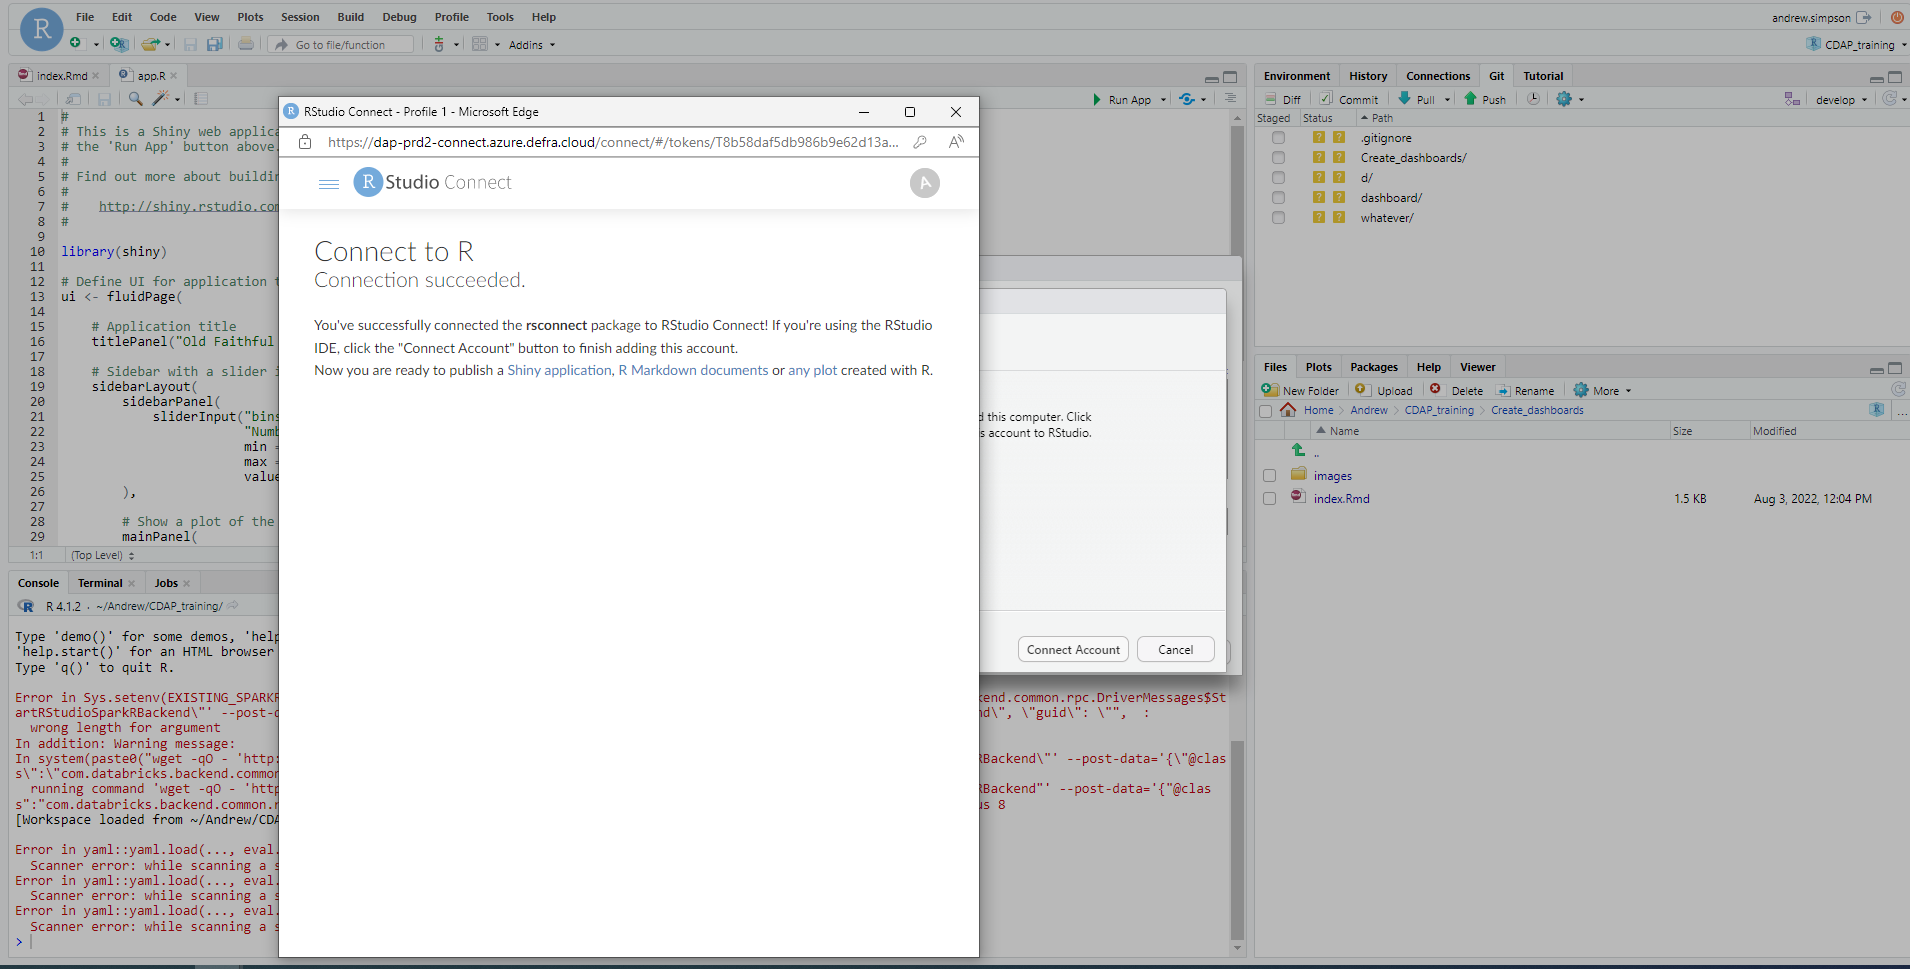 File Edit Code View Plots Session Build Debug Profile Tools Help
andrew.simpson
Go to file/function
Addins
CDAP_training
index.Rmd
app.R
Run App
1 #
2 # This is a Shiny web applica
3 # the 'Run App' button above.
4 #
5 # Find out more about buildin
6 #
7 # http://shiny.rstudio.com
8 #
9
10 library(shiny)
11
12 # Define UI for application t
13 ui <- fluidPage(
14
15 # Application title
16 titlePanel("Old Faithful
17
18 # Sidebar with a slider i
19 sidebarLayout(
20 sidebarPanel(
21 sliderInput("bins
22 "Numb
23 min =
24 max =
25 value
26 ),
27
28 # Show a plot of the
29 mainPanel(
1:1 (Top Level)
Console Terminal Jobs
R 4.1.2 · ~/Andrew/CDAP_training/
Type 'demo()' for some demos, 'help
'help.start()' for an HTML browser
Type 'q()' to quit R.
Error in Sys.setenv(EXISTING_SPARKR
artRStudioSparkRBackend\"' --post-d
wrong length for argument
In addition: Warning message:
In system(paste0("wget -qO - 'http:
s\":\"com.databricks.backend.common
running command 'wget -qO - 'http
s":"com.databricks.backend.common.r
[Workspace loaded from ~/Andrew/CDA
Error in yaml::yaml.load(..., eval.
Scanner error: while scanning a s
Error in yaml::yaml.load(..., eval.
Scanner error: while scanning a s
Error in yaml::yaml.load(..., eval.
Scanner error: while scanning a s
>
RStudio Connect - Profile 1 - Microsoft Edge
https://dap-prd2-connect.azure.defra.cloud/connect/#/tokens/T8b58daf5db986b9e62d13a...
R Studio Connect
A
Connect to R
Connection succeeded.
You've successfully connected the rsconnect package to RStudio Connect! If you're using the RStudio
IDE, click the "Connect Account" button to finish adding this account.
Now you are ready to publish a Shiny application, R Markdown documents or any plot created with R.
d this computer. Click
s account to RStudio.
Connect Account Cancel
kend.common.rpc.DriverMessages$St
nd\", \"guid\": \"", :
RBackend\"' --post-data='{\"@clas
RBackend"' --post-data='{"@clas
us 8
Environment History Connections Git Tutorial
Diff Commit Pull Push develop
Staged Status Path
.gitignore
Create_dashboards/
d/
dashboard/
whatever/
Files Plots Packages Help Viewer
New Folder Upload Delete Rename More
Home Andrew CDAP_training Create_dashboards ...
Name Size Modified
..
images
index.Rmd 1.5 KB Aug 3, 2022, 12:04 PM